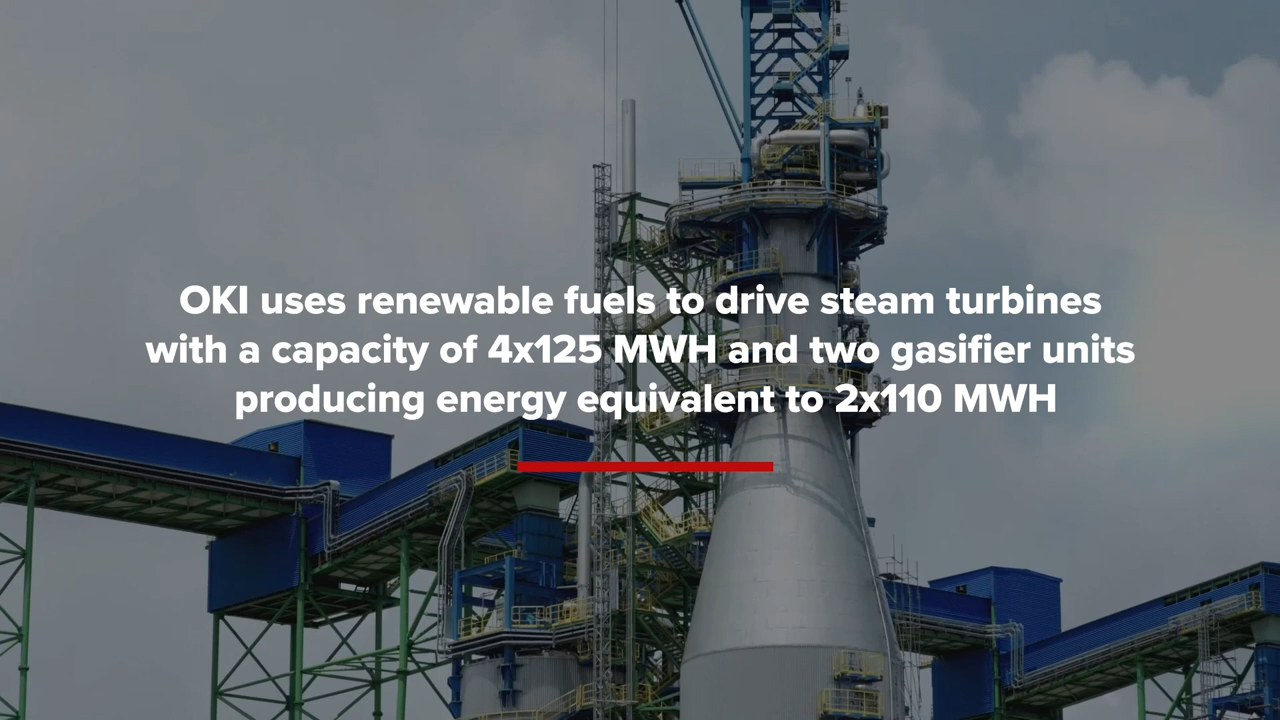 OKI uses renewable fuels to drive steam turbines
with a capacity of 4x125 MWH and two gasifier units
producing energy equivalent to 2x110 MWH